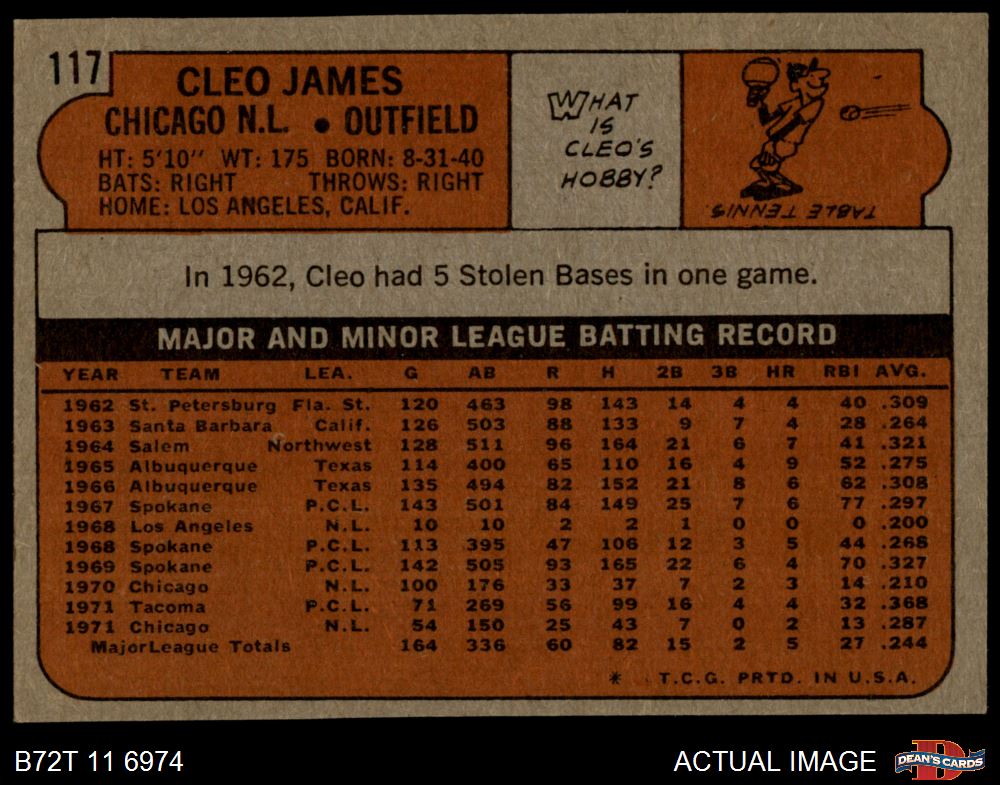 117
CLEO JAMES
CHICAGO N.L. • OUTFIELD
HT: 5'10" WT: 175 BORN: 8-31-40
BATS: RIGHT THROWS: RIGHT
HOME: LOS ANGELES, CALIF.
WHAT
IS
CLEO'S
HOBBY?
TABLE TENNIS.
In 1962, Cleo had 5 Stolen Bases in one game.
MAJOR AND MINOR LEAGUE BATTING RECORD
YEAR TEAM LEA. G AB R H 2B 3B HR RBI AVG.
1962 St. Petersburg Fla. St. 120 463 98 143 14 4 4 40 .309
1963 Santa Barbara Calif. 126 503 88 133 9 7 4 28 .264
1964 Salem Northwest 128 511 96 164 21 6 7 41 .321
1965 Albuquerque Texas 114 400 65 110 16 4 9 52 .275
1966 Albuquerque Texas 135 494 82 152 21 8 6 62 .308
1967 Spokane P.C.L. 143 501 84 149 25 7 6 77 .297
1968 Los Angeles N.L. 10 10 2 2 1 0 0 0 .200
1968 Spokane P.C.L. 113 395 47 106 12 3 5 44 .268
1969 Spokane P.C.L. 142 505 93 165 22 6 4 70 .327
1970 Chicago N.L. 100 176 33 37 7 2 3 14 .210
1971 Tacoma P.C.L. 71 269 56 99 16 4 4 32 .368
1971 Chicago N.L. 54 150 25 43 7 0 2 13 .287
MajorLeague Totals 164 336 60 82 15 2 5 27 .244
* T.C.G. PRTD. IN U.S.A.
B72T 11 6974
ACTUAL IMAGE
D
DEAN'S CARDS